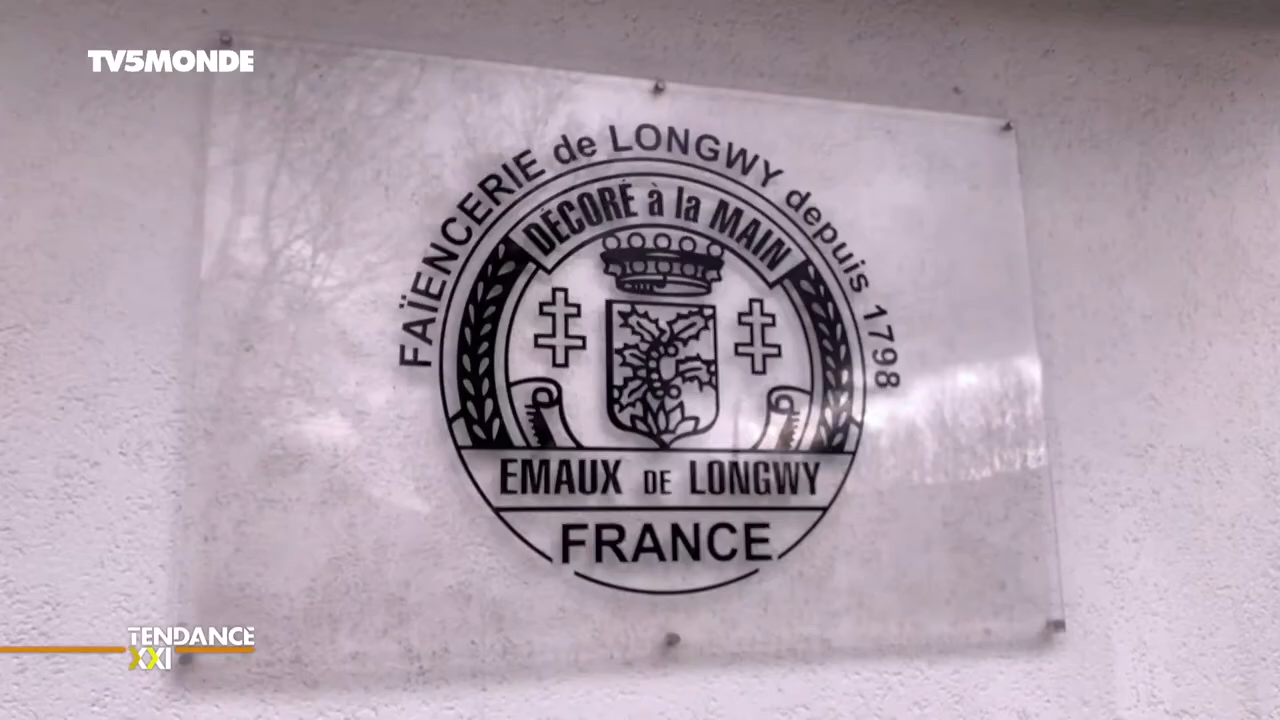 TV5MONDE
FAÏENCERIE de LONGWY depuis 1798
DÉCORÉ à la MAIN
EMAUX DE LONGWY
FRANCE
TENDANCE
XXI